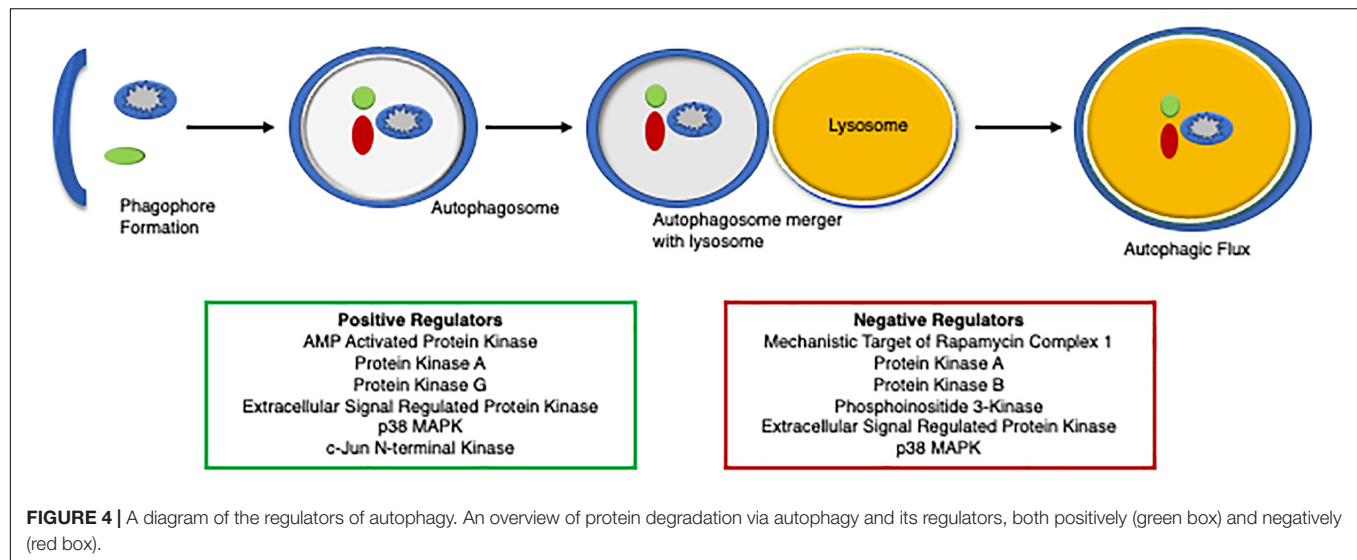 Phagophore
Formation
Autophagosome
Autophagosome merger
with lysosome
Lysosome
Autophagic Flux
Positive Regulators
AMP Activated Protein Kinase
Protein Kinase A
Protein Kinase G
Extracellular Signal Regulated Protein Kinase
p38 MAPK
c-Jun N-terminal Kinase
Negative Regulators
Mechanistic Target of Rapamycin Complex 1
Protein Kinase A
Protein Kinase B
Phosphoinositide 3-Kinase
Extracellular Signal Regulated Protein Kinase
p38 MAPK
FIGURE 4 | A diagram of the regulators of autophagy. An overview of protein degradation via autophagy and its regulators, both positively (green box) and negatively
(red box).